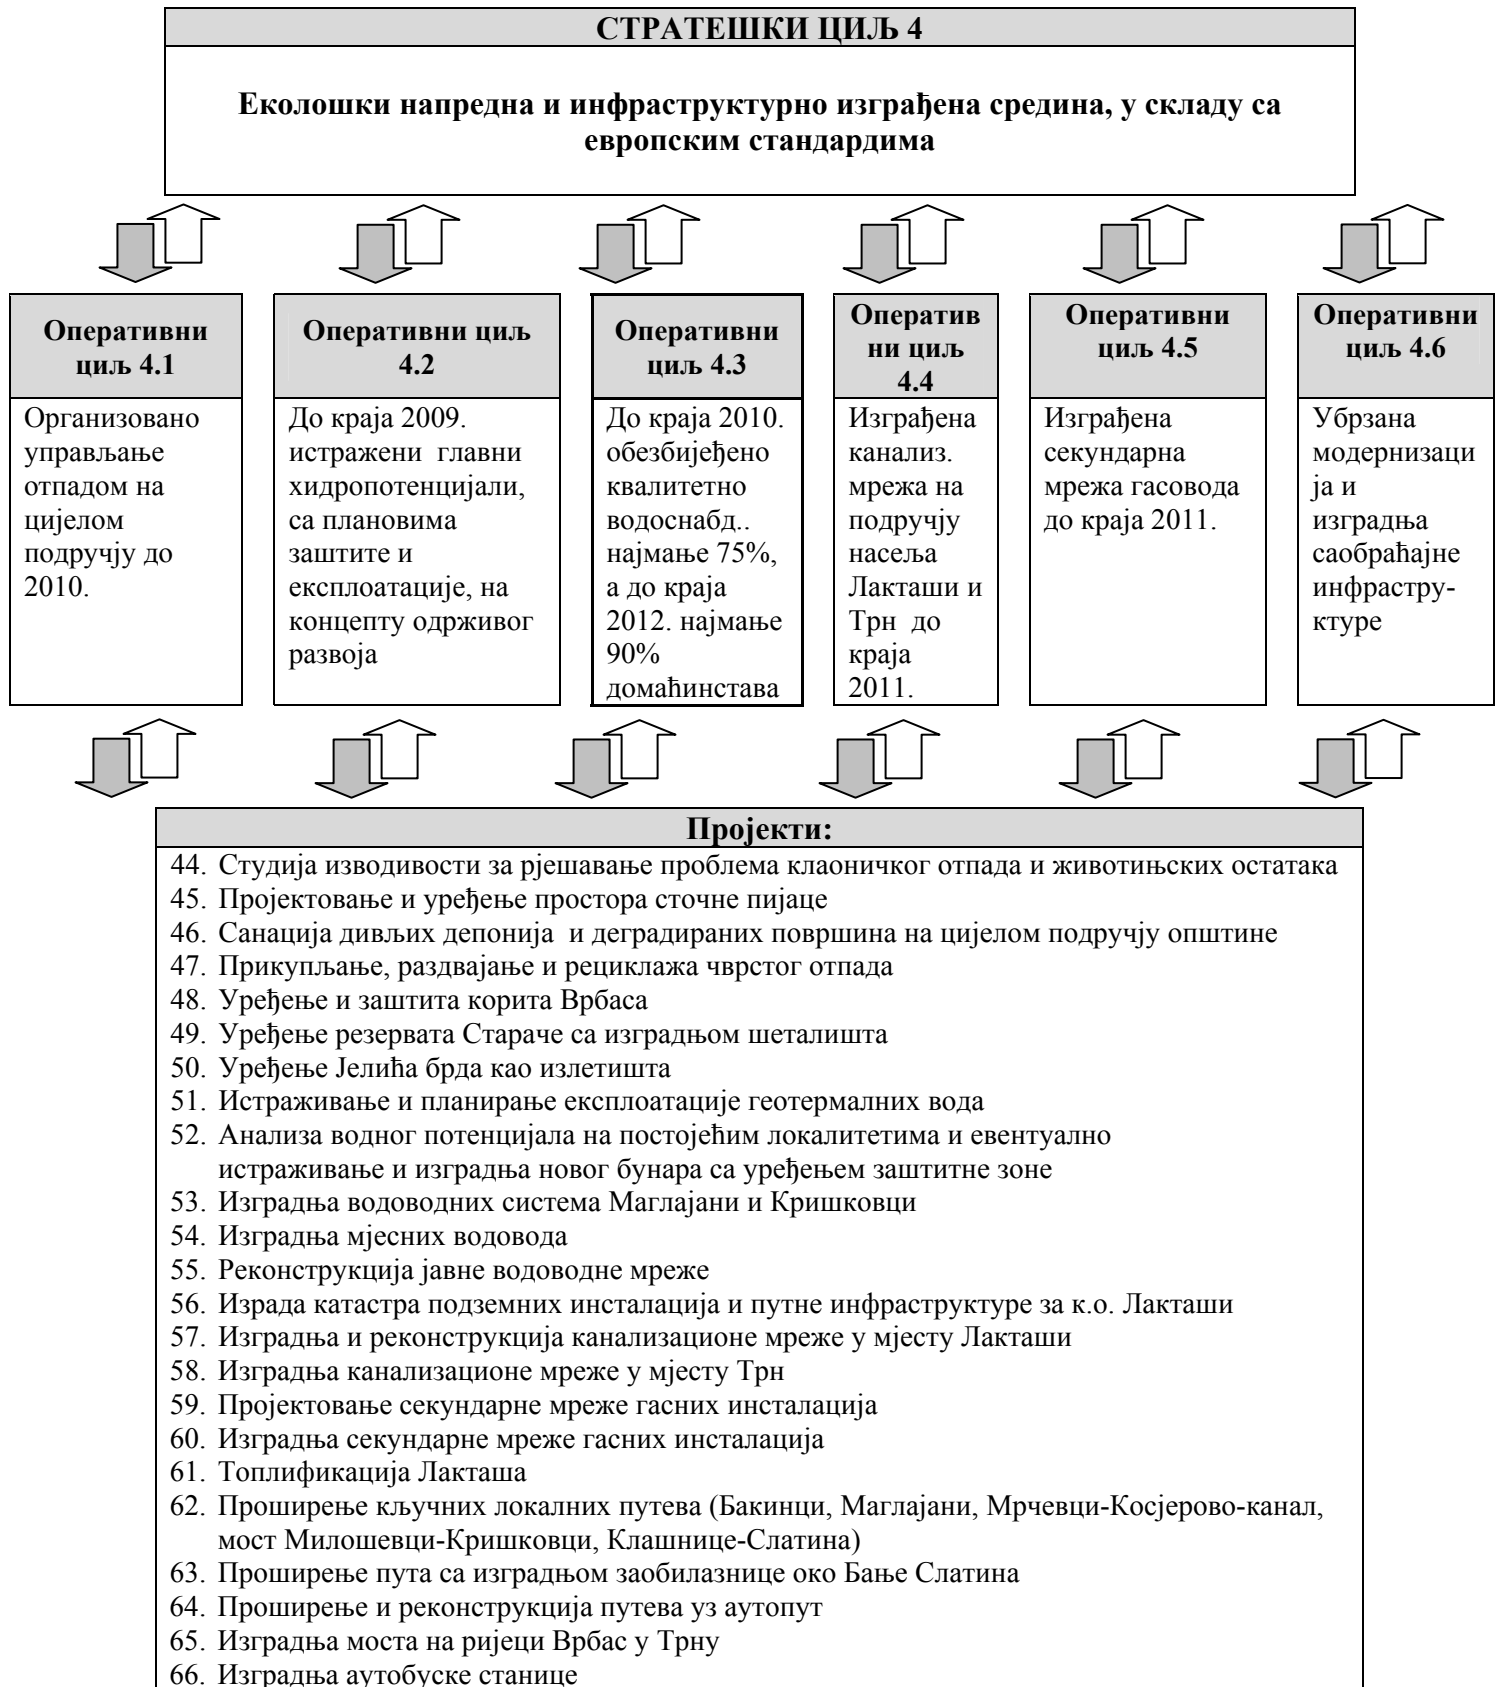 СТРАТЕШКИ ЦИЉ 4
Еколошки напредна и инфраструктурно изграђена средина, у складу са
европским стандардима
Оперативни
циљ 4.1
Организовано
управљање
отпадом на
цијелом
подручју до
2010.
Оперативни циљ
4.2
До краја 2009.
истражени главни
хидропотенцијали,
са плановима
заштите и
експлоатације, на
концепту одрживог
развоја
Оперативни
циљ 4.3
До краја 2010.
обезбијеђено
квалитетно
водоснабд..
најмање 75%,
а до краја
2012. најмање
90%
домаћинстава
Оператив
ни циљ
4.4
Изграђена
канализ.
мрежа на
подручју
насеља
Лакташи и
Трн до
краја
2011.
Оперативни
циљ 4.5
Изграђена
секундарна
мрежа гасовода
до краја 2011.
Оперативни
циљ 4.6
Убрзана
модернизаци
ја и
изградња
саобраћајне
инфрастру-
ктуре
Пројекти:
44. Студија изводивости за рјешавање проблема клаоничког отпада и животињских остатака
45. Пројектовање и уређење простора сточне пијаце
46. Санација дивљих депонија и деградираних површина на цијелом подручју општине
47. Прикупљање, раздвајање и рециклажа чврстог отпада
48. Уређење и заштита корита Врбаса
49. Уређење резервата Стараче са изградњом шеталишта
50. Уређење Јелића брда као излетишта
51. Истраживање и планирање експлоатације геотермалних вода
52. Анализа водног потенцијала на постојећим локалитетима и евентуално
истраживање и изградња новог бунара са уређењем заштитне зоне
53. Изградња водоводних система Маглајани и Кришковци
54. Изградња мјесних водовода
55. Реконструкција јавне водоводне мреже
56. Израда катастра подземних инсталација и путне инфраструктуре за к.о. Лакташи
57. Изградња и реконструкција канализационе мреже у мјесту Лакташи
58. Изградња канализационе мреже у мјесту Трн
59. Пројектовање секундарне мреже гасних инсталација
60. Изградња секундарне мреже гасних инсталација
61. Топлификација Лакташа
62. Проширење кључних локалних путева (Бакинци, Маглајани, Мрчевци-Косјерово-канал,
мост Милошевци-Кришковци, Клашнице-Слатина)
63. Проширење пута са изградњом заобилазнице око Бање Слатина
64. Проширење и реконструкција путева уз аутопут
65. Изградња моста на ријеци Врбас у Трну
66. Изградња аутобуске станице